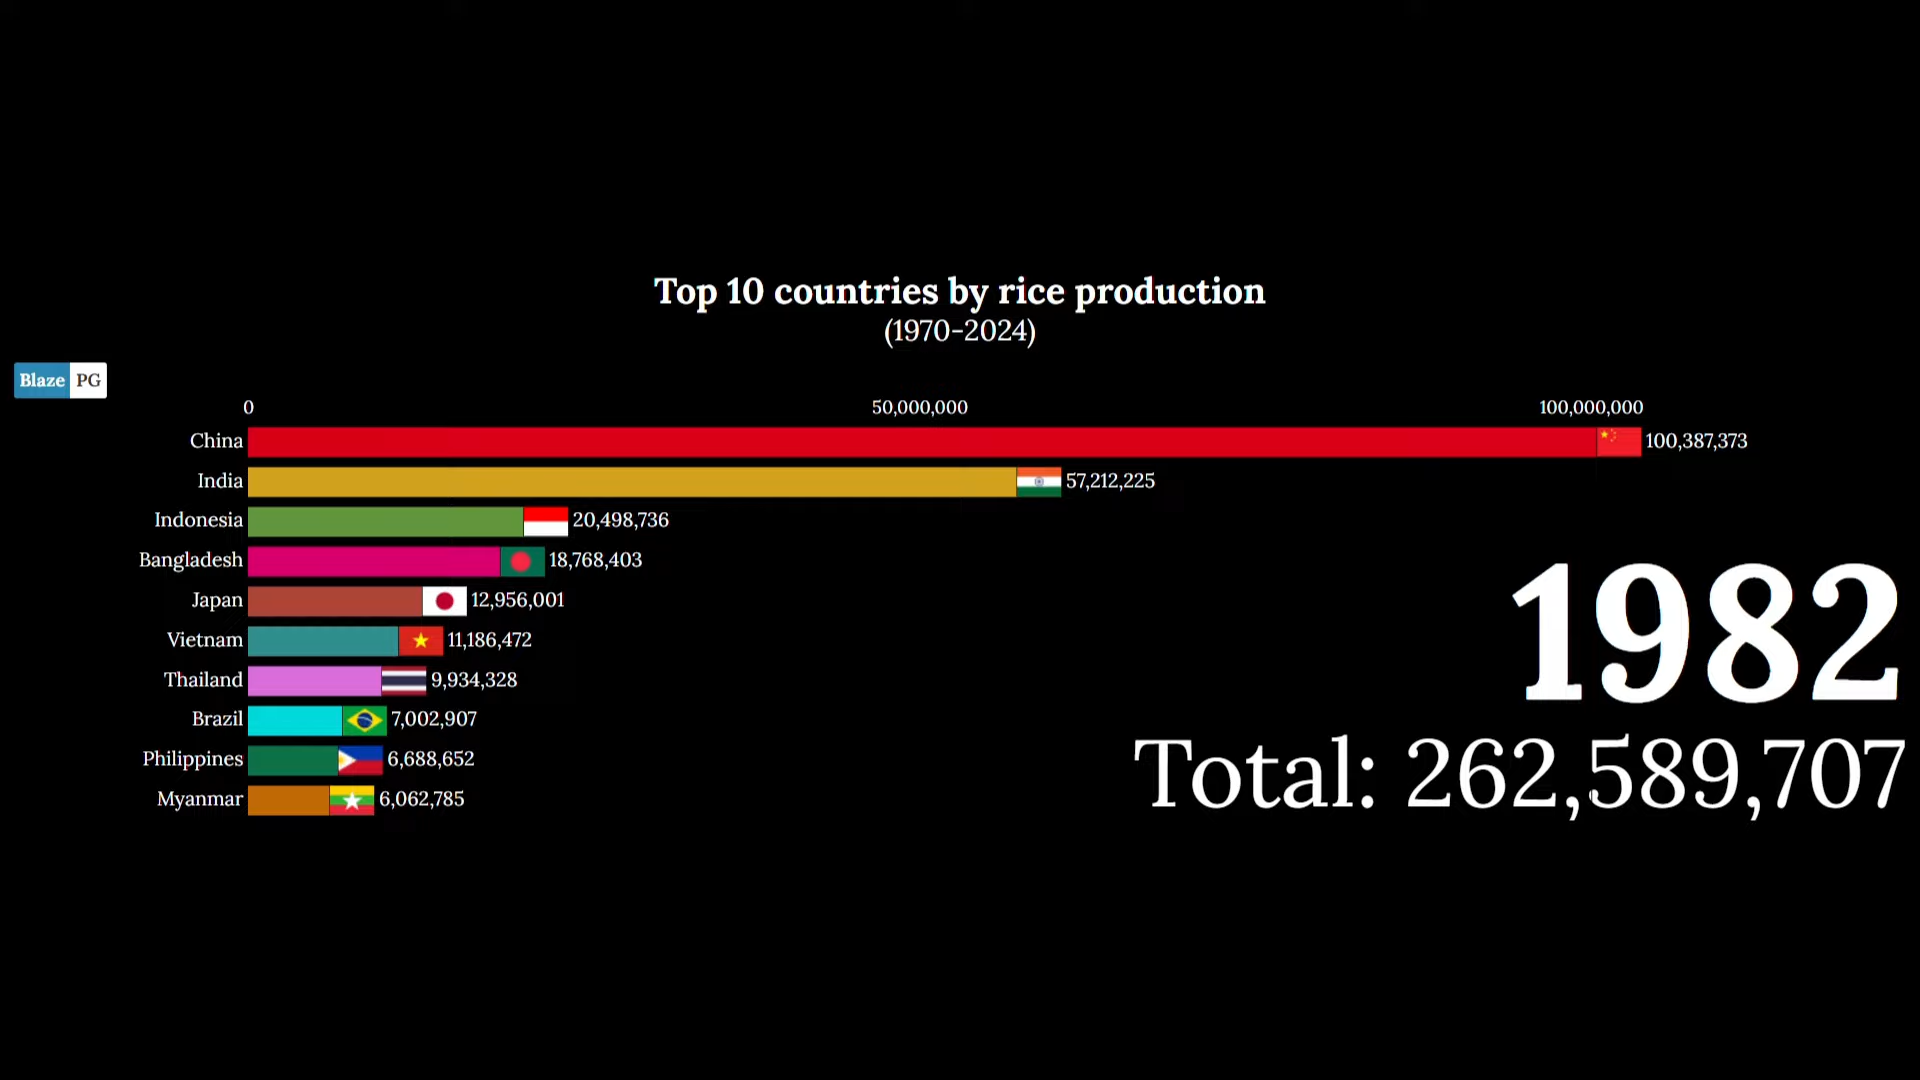 Top 10 countries by rice production
(1970-2024)
Blaze PG
0 50,000,000 100,000,000
China 100,387,373
India 57,212,225
Indonesia 20,498,736
Bangladesh 18,768,403
Japan 12,956,001
Vietnam 11,186,472
Thailand 9,934,328
Brazil 7,002,907
Philippines 6,688,652
Myanmar 6,062,785
1982
Total: 262,589,707